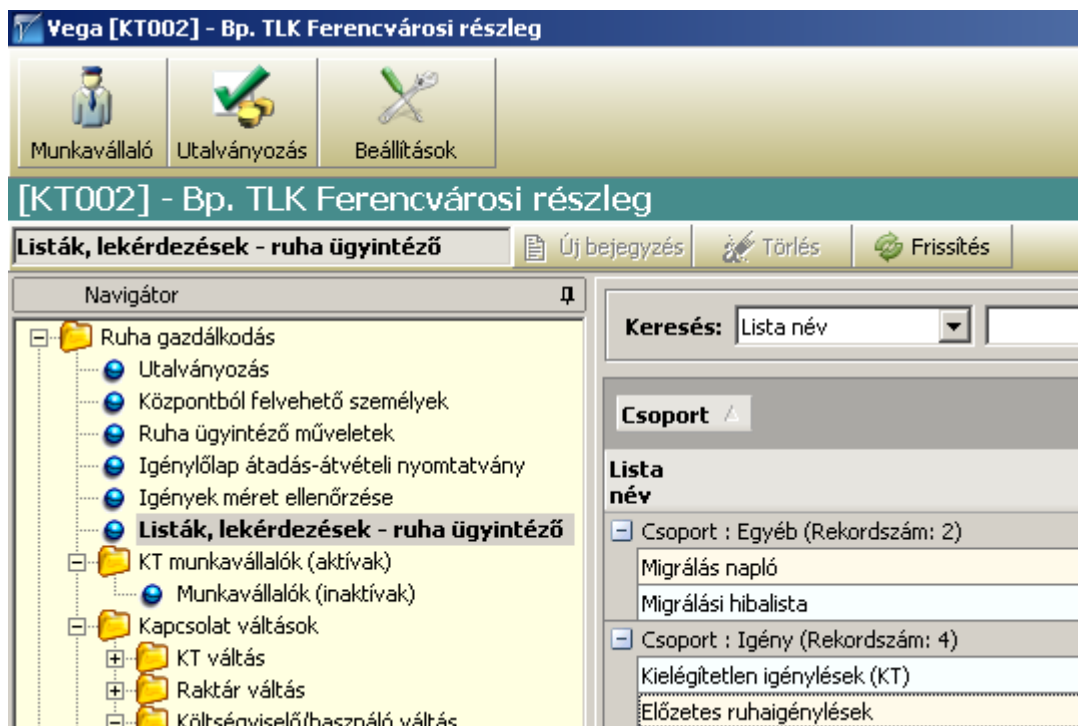 Vega [KT002] - Bp. TLK Ferencvárosi részleg
Munkavállaló
Utalványozás
Beállítások
[KT002] - Bp. TLK Ferencvárosi részleg
Listák, lekérdezések - ruha ügyintéző
Új bejegyzés
Törlés
Frissítés
Navigátor
Ruha gazdálkodás
Utalványozás
Központból felvehető személyek
Ruha ügyintéző műveletek
Igénylőlap átadás-átvételi nyomtatvány
Igények méret ellenőrzése
Listák, lekérdezések - ruha ügyintéző
KT munkavállalók (aktívak)
Munkavállalók (inaktívak)
Kapcsolat váltások
KT váltás
Raktár váltás
Költségviselő/használó váltás
Keresés: Lista név
Csoport
Lista
név
Csoport : Egyéb (Rekordszám: 2)
Migrálás napló
Migrálási hibalista
Csoport : Igény (Rekordszám: 4)
Kielégítetlen igénylések (KT)
Előzetes ruhaigénylések